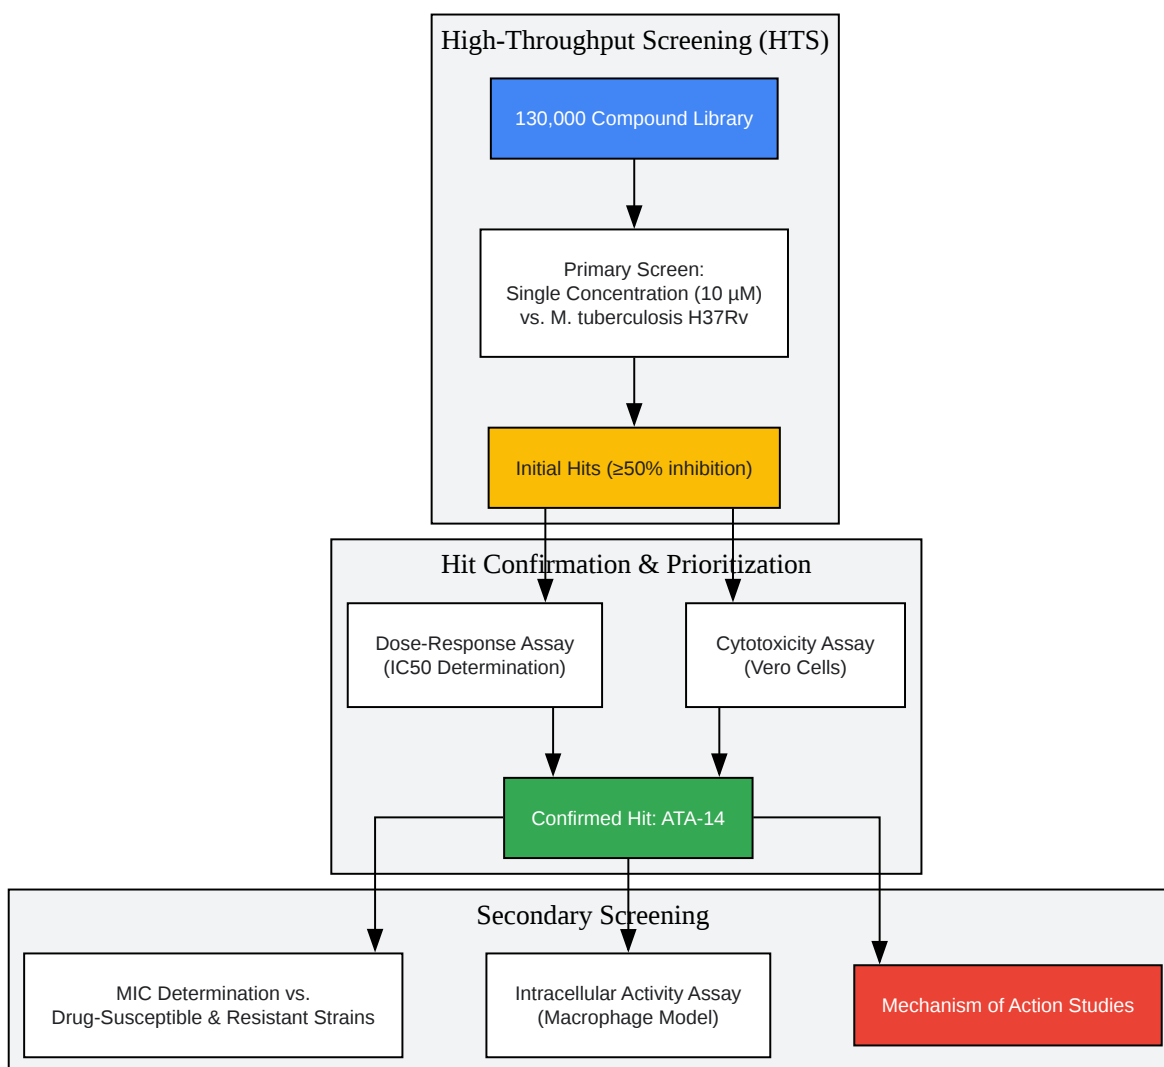 High-Throughput Screening (HTS)
130,000 Compound Library
Primary Screen:
Single Concentration (10 µM)
vs. M. tuberculosis H37Rv
Initial Hits (≥50% inhibition)
Hit Confirmation & Prioritization
Dose-Response Assay
(IC50 Determination)
Cytotoxicity Assay
(Vero Cells)
Confirmed Hit: ATA-14
Secondary Screening
MIC Determination vs.
Drug-Susceptible & Resistant Strains
Intracellular Activity Assay
(Macrophage Model)
Mechanism of Action Studies